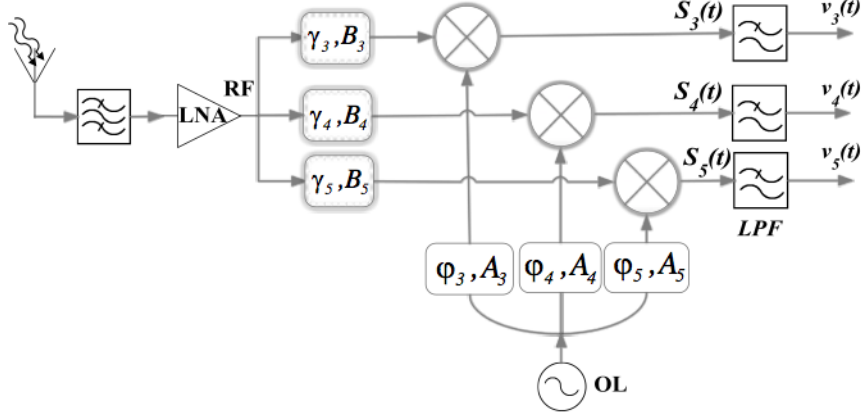 S₃(t) v₃(t)
γ₃,B₃
RF
LNA
γ₄,B₄
S₄(t) v₄(t)
γ₅,B₅
S₅(t) v₅(t)
LPF
φ₃,A₃ φ₄,A₄ φ₅,A₅
OL